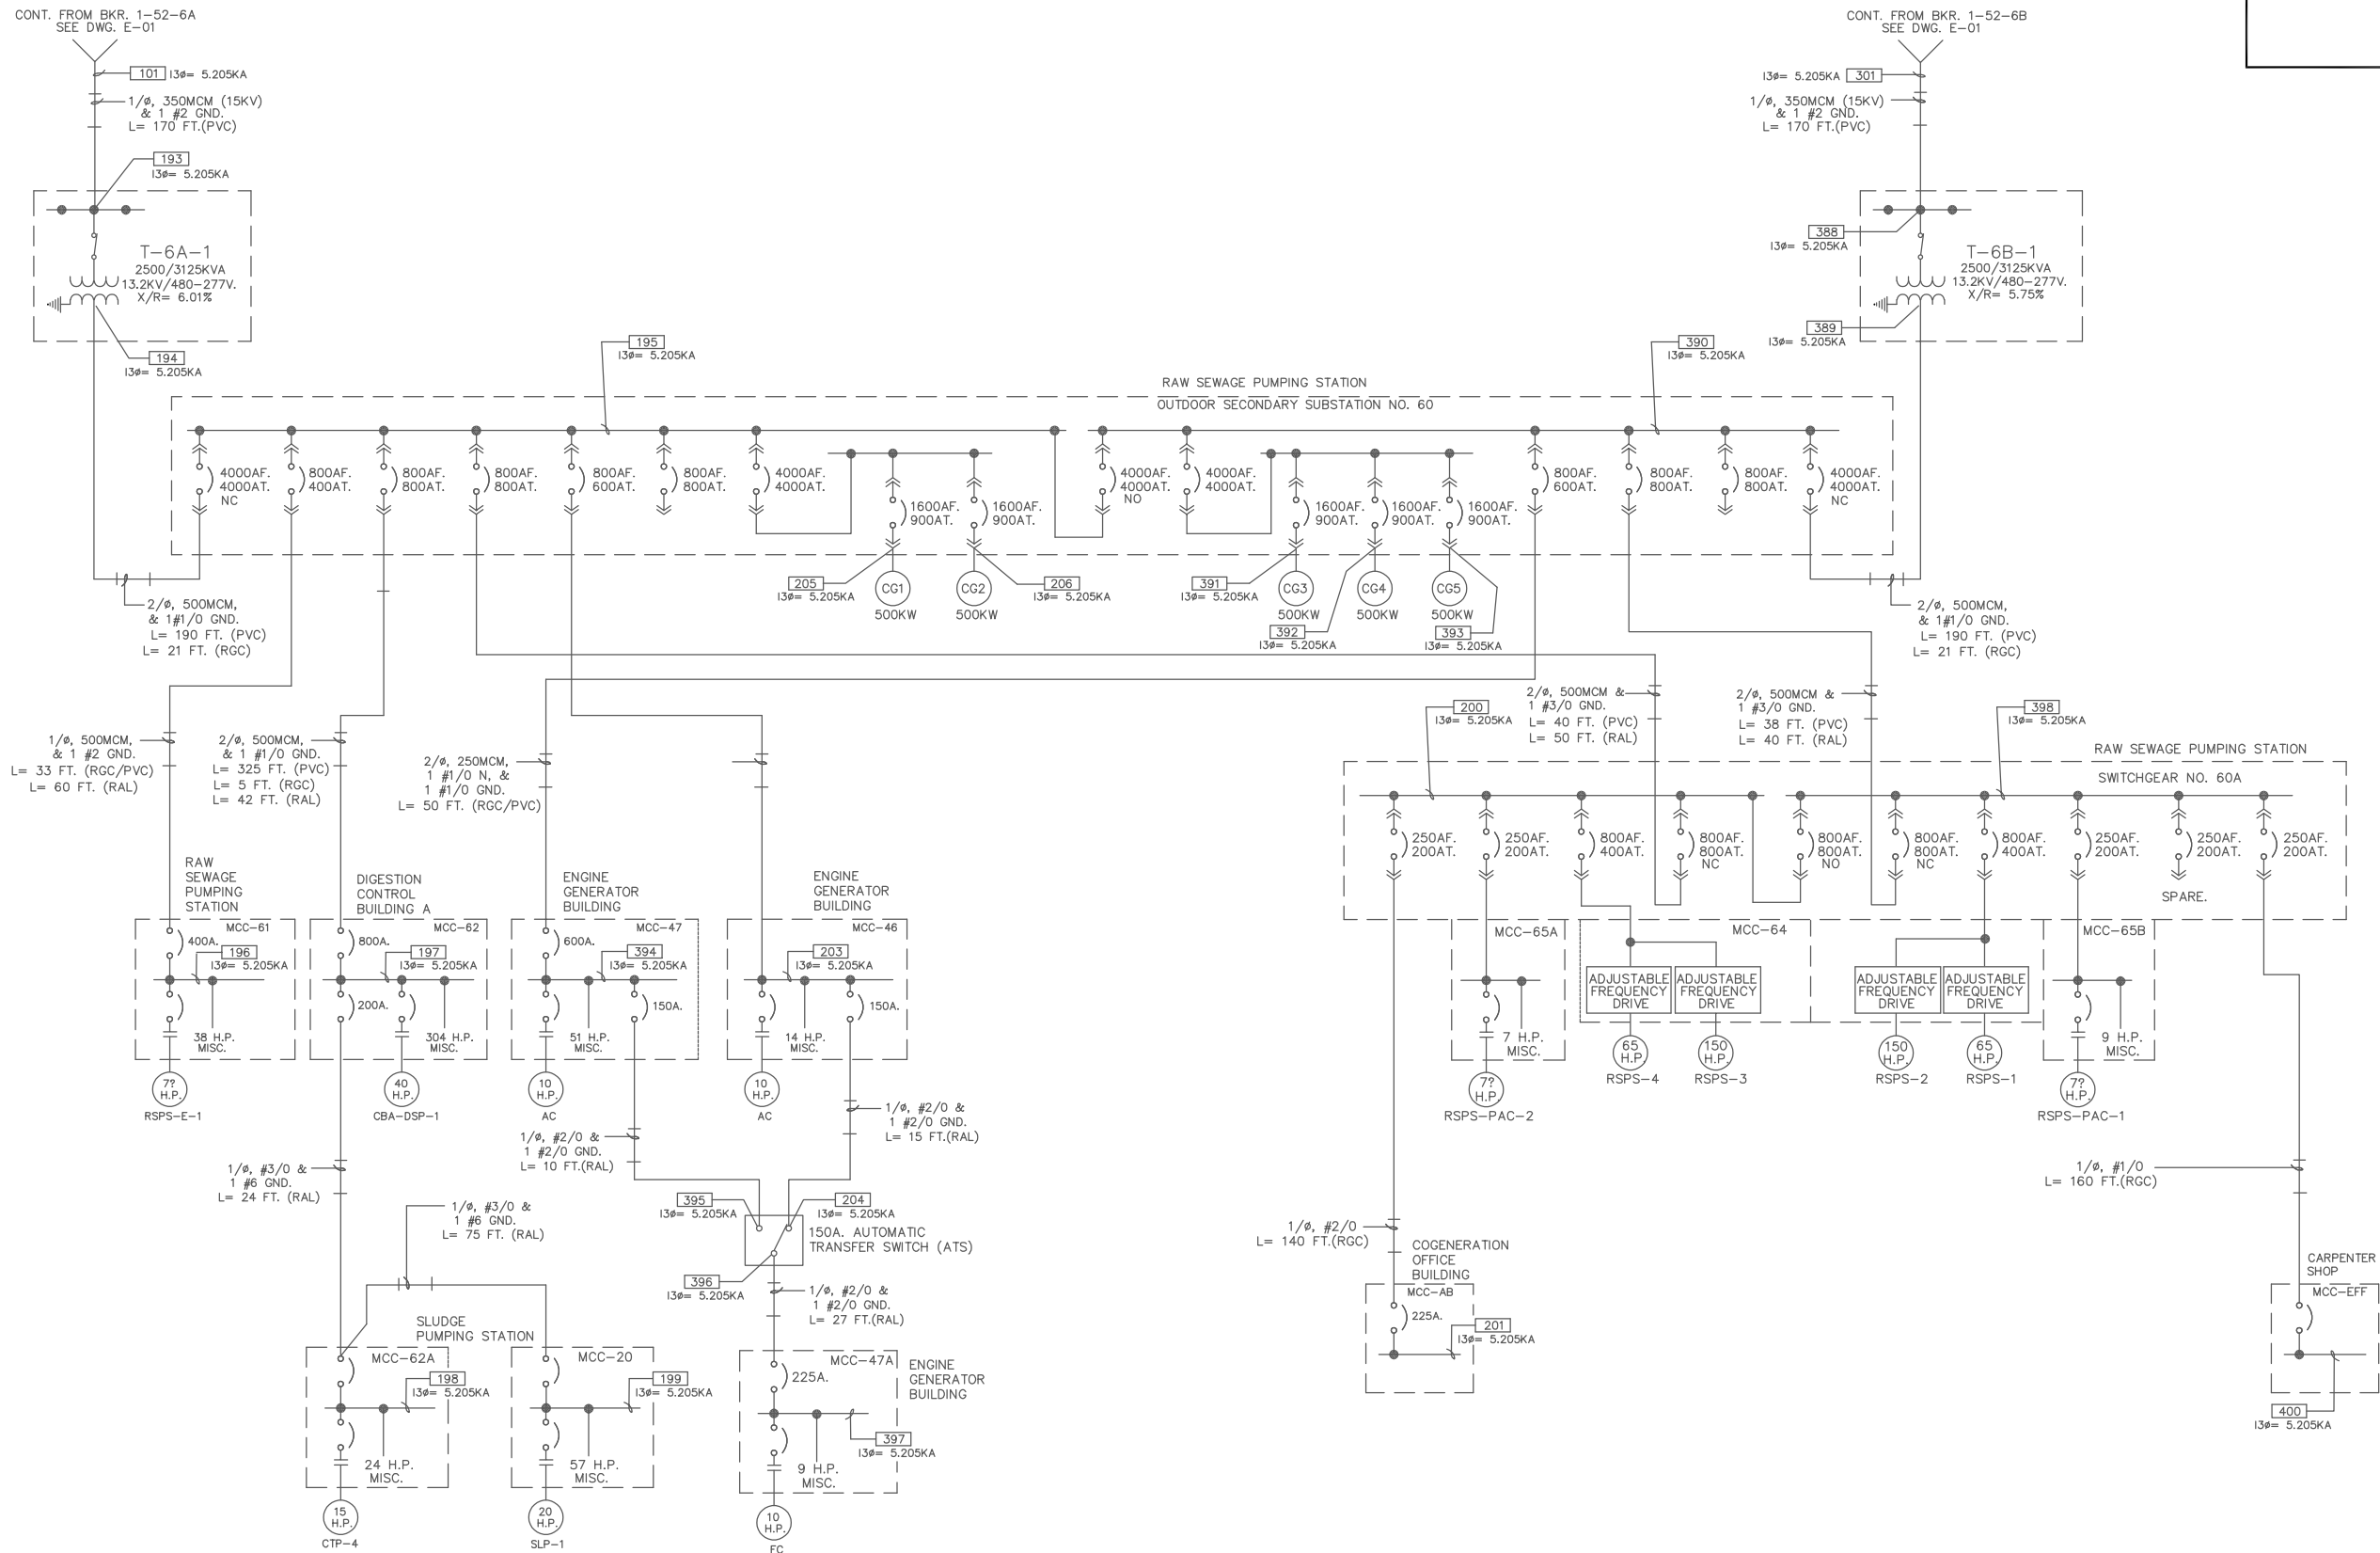 CONT. FROM BKR. 1-52-6A
SEE DWG. E-01
101 I3ø= 5.205KA
1/ø, 350MCM (15KV)
& 1 #2 GND.
L= 170 FT.(PVC)
193
I3ø= 5.205KA
T-6A-1
2500/3125KVA
13.2KV/480-277V.
X/R= 6.01%
194
I3ø= 5.205KA
CONT. FROM BKR. 1-52-6B
SEE DWG. E-01
I3ø= 5.205KA 301
1/ø, 350MCM (15KV)
& 1 #2 GND.
L= 170 FT.(PVC)
388
I3ø= 5.205KA
T-6B-1
2500/3125KVA
13.2KV/480-277V.
X/R= 5.75%
389
I3ø= 5.205KA
195
I3ø= 5.205KA
390
I3ø= 5.205KA
RAW SEWAGE PUMPING STATION
OUTDOOR SECONDARY SUBSTATION NO. 60
4000AF.
4000AT.
NC
800AF.
400AT.
800AF.
800AT.
800AF.
800AT.
800AF.
600AT.
800AF.
800AT.
4000AF.
4000AT.
1600AF.
900AT.
1600AF.
900AT.
4000AF.
4000AT.
NO
4000AF.
4000AT.
1600AF.
900AT.
1600AF.
900AT.
1600AF.
900AT.
800AF.
600AT.
800AF.
800AT.
800AF.
800AT.
4000AF.
4000AT.
NC
205
I3ø= 5.205KA
CG1
500KW
CG2
500KW
206
I3ø= 5.205KA
391
I3ø= 5.205KA
CG3
500KW
CG4
500KW
CG5
500KW
392
I3ø= 5.205KA
393
I3ø= 5.205KA
2/ø, 500MCM,
& 1#1/0 GND.
L= 190 FT. (PVC)
L= 21 FT. (RGC)
2/ø, 500MCM,
& 1#1/0 GND.
L= 190 FT. (PVC)
L= 21 FT. (RGC)
1/ø, 500MCM,
& 1 #2 GND.
L= 33 FT. (RGC/PVC)
L= 60 FT. (RAL)
2/ø, 500MCM,
& 1 #1/0 GND.
L= 325 FT. (PVC)
L= 5 FT. (RGC)
L= 42 FT. (RAL)
2/ø, 250MCM,
1 #1/0 N, &
1 #1/0 GND.
L= 50 FT. (RGC/PVC)
200
I3ø= 5.205KA
2/ø, 500MCM &
1 #3/0 GND.
L= 40 FT. (PVC)
L= 50 FT. (RAL)
2/ø, 500MCM &
1 #3/0 GND.
L= 38 FT. (PVC)
L= 40 FT. (RAL)
398
I3ø= 5.205KA
RAW SEWAGE PUMPING STATION
SWITCHGEAR NO. 60A
250AF.
200AT.
250AF.
200AT.
800AF.
400AT.
800AF.
800AT.
NC
800AF.
800AT.
NO
800AF.
800AT.
NC
800AF.
400AT.
250AF.
200AT.
250AF.
200AT.
250AF.
200AT.
SPARE.
RAW
SEWAGE
PUMPING
STATION
MCC-61
400A.
196
I3ø= 5.205KA
38 H.P.
MISC.
7?
H.P.
RSPS-E-1
DIGESTION
CONTROL
BUILDING A
MCC-62
800A.
197
I3ø= 5.205KA
200A.
304 H.P.
MISC.
40
H.P.
CBA-DSP-1
ENGINE
GENERATOR
BUILDING
MCC-47
600A.
394
I3ø= 5.205KA
150A.
51 H.P.
MISC.
10
H.P.
AC
ENGINE
GENERATOR
BUILDING
MCC-46
203
I3ø= 5.205KA
150A.
14 H.P.
MISC.
10
H.P.
AC
MCC-65A
7 H.P.
MISC.
7?
H.P.
RSPS-PAC-2
MCC-64
ADJUSTABLE
FREQUENCY
DRIVE
ADJUSTABLE
FREQUENCY
DRIVE
ADJUSTABLE
FREQUENCY
DRIVE
ADJUSTABLE
FREQUENCY
DRIVE
65
H.P.
RSPS-4
150
H.P.
RSPS-3
150
H.P.
RSPS-2
65
H.P.
RSPS-1
MCC-65B
9 H.P.
MISC.
7?
H.P.
RSPS-PAC-1
1/ø, #2/0 &
1 #2/0 GND.
L= 10 FT.(RAL)
1/ø, #2/0 &
1 #2/0 GND.
L= 15 FT.(RAL)
1/ø, #3/0 &
1 #6 GND.
L= 24 FT. (RAL)
1/ø, #3/0 &
1 #6 GND.
L= 75 FT. (RAL)
395
I3ø= 5.205KA
204
I3ø= 5.205KA
150A. AUTOMATIC
TRANSFER SWITCH (ATS)
396
I3ø= 5.205KA
1/ø, #2/0 &
1 #2/0 GND.
L= 27 FT.(RAL)
1/ø, #2/0
L= 140 FT.(RGC)
1/ø, #1/0
L= 160 FT.(RGC)
COGENERATION
OFFICE
BUILDING
MCC-AB
225A.
201
I3ø= 5.205KA
CARPENTER
SHOP
MCC-EFF
400
I3ø= 5.205KA
SLUDGE
PUMPING STATION
MCC-62A
198
I3ø= 5.205KA
24 H.P.
MISC.
15
H.P.
CTP-4
MCC-20
199
I3ø= 5.205KA
57 H.P.
MISC.
20
H.P.
SLP-1
MCC-47A
225A.
ENGINE
GENERATOR
BUILDING
397
I3ø= 5.205KA
9 H.P.
MISC.
10
H.P.
FC